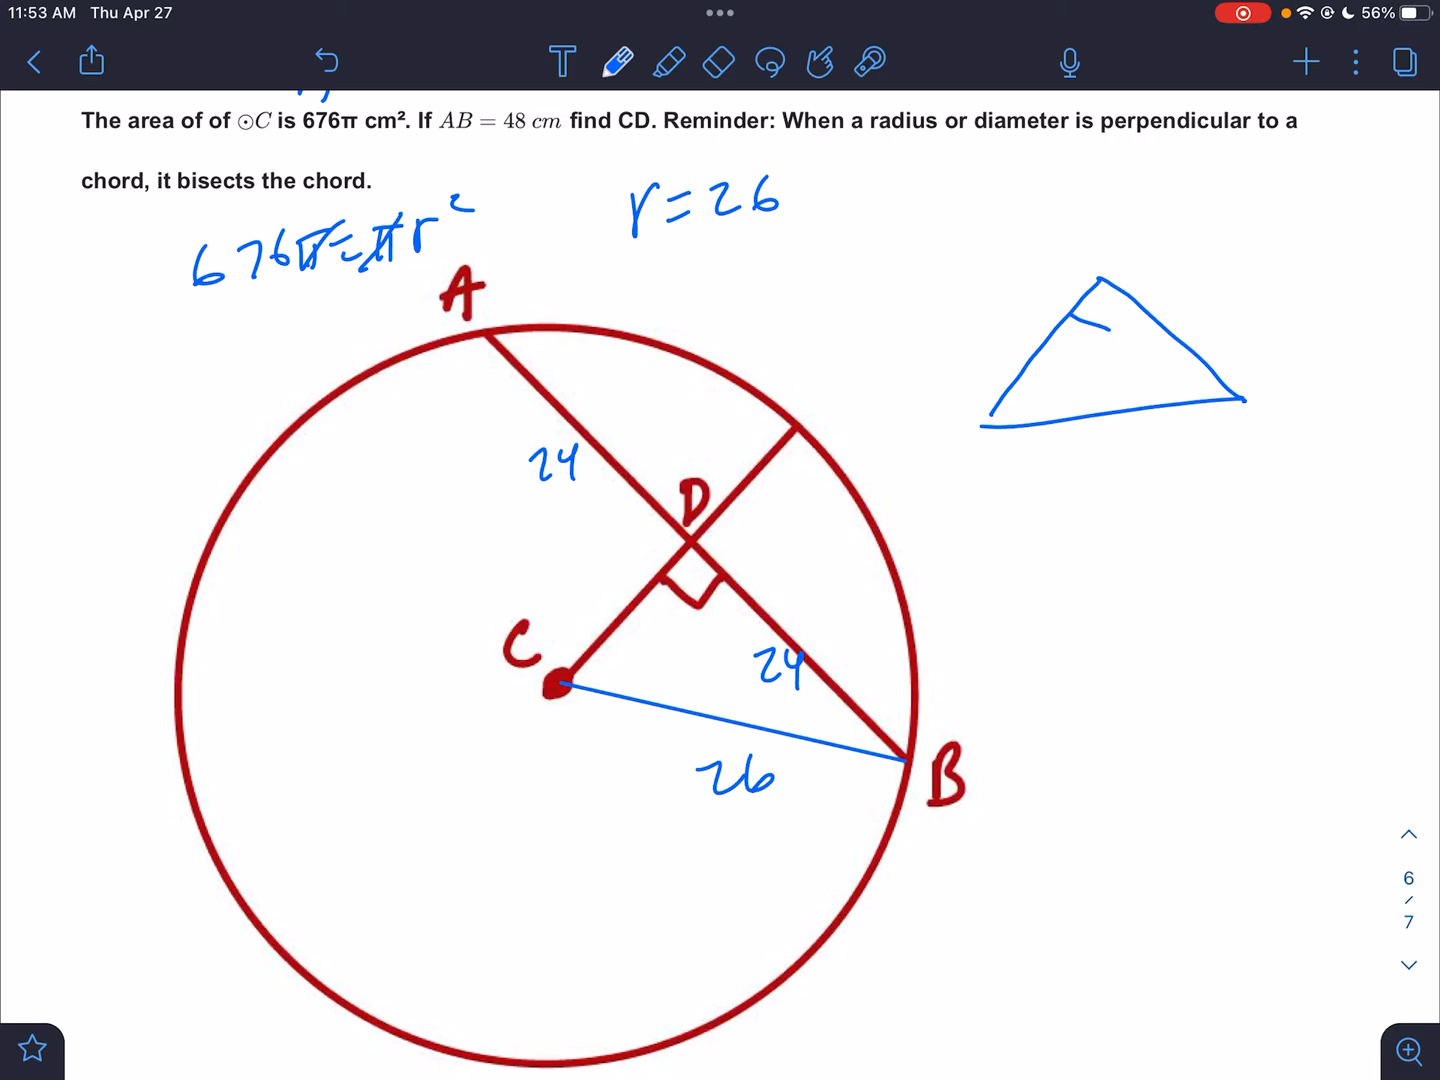 11:53 AM Thu Apr 27
56%
The area of of ⊙C is 676π cm². If AB = 48 cm find CD. Reminder: When a radius or diameter is perpendicular to a
chord, it bisects the chord.
r = 26
676π = πr²
A
24
D
C
24
26
B
6
/
7